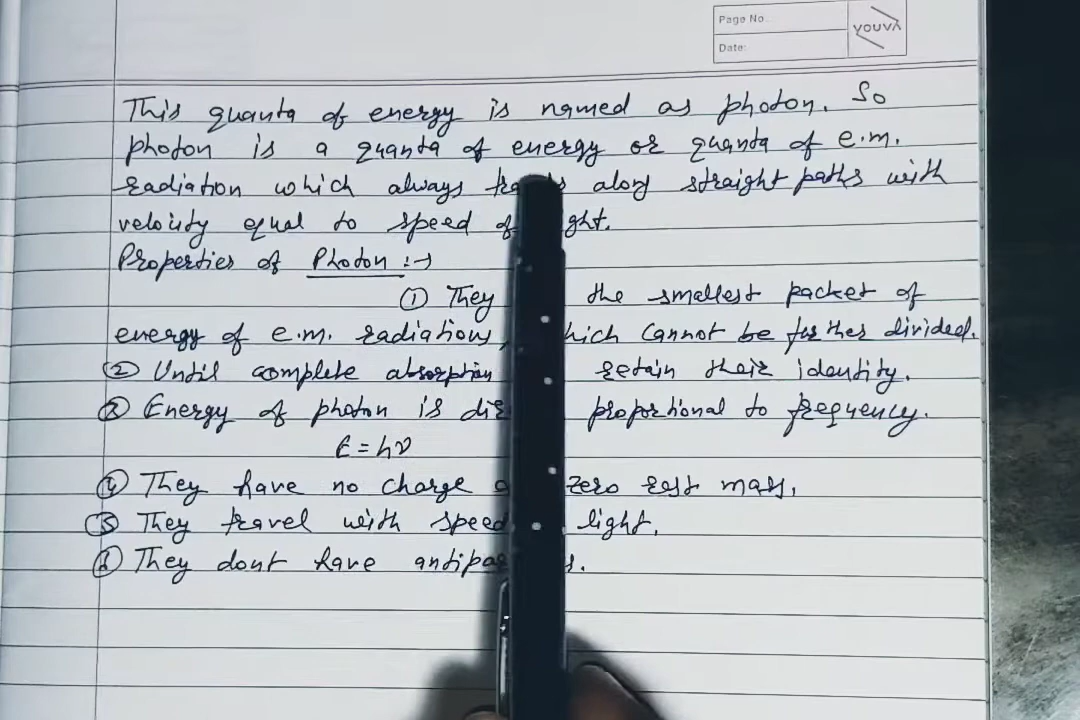 Page No.
Date:
YOUVA
This quanta of energy is named as photon. So
photon is a quanta of energy or quanta of e.m.
radiation which always along straight paths with
velocity equal to speed of
Properties of Photon :→
① They the smallest packet of
energy of e.m. radiations, cannot be further divided.
② Until complete absorption retain their identity.
③ Energy of photon is proportional to frequency.
E = hν
④ They have no charge zero rest mass.
⑤ They travel with speed light.
⑥ They dont have